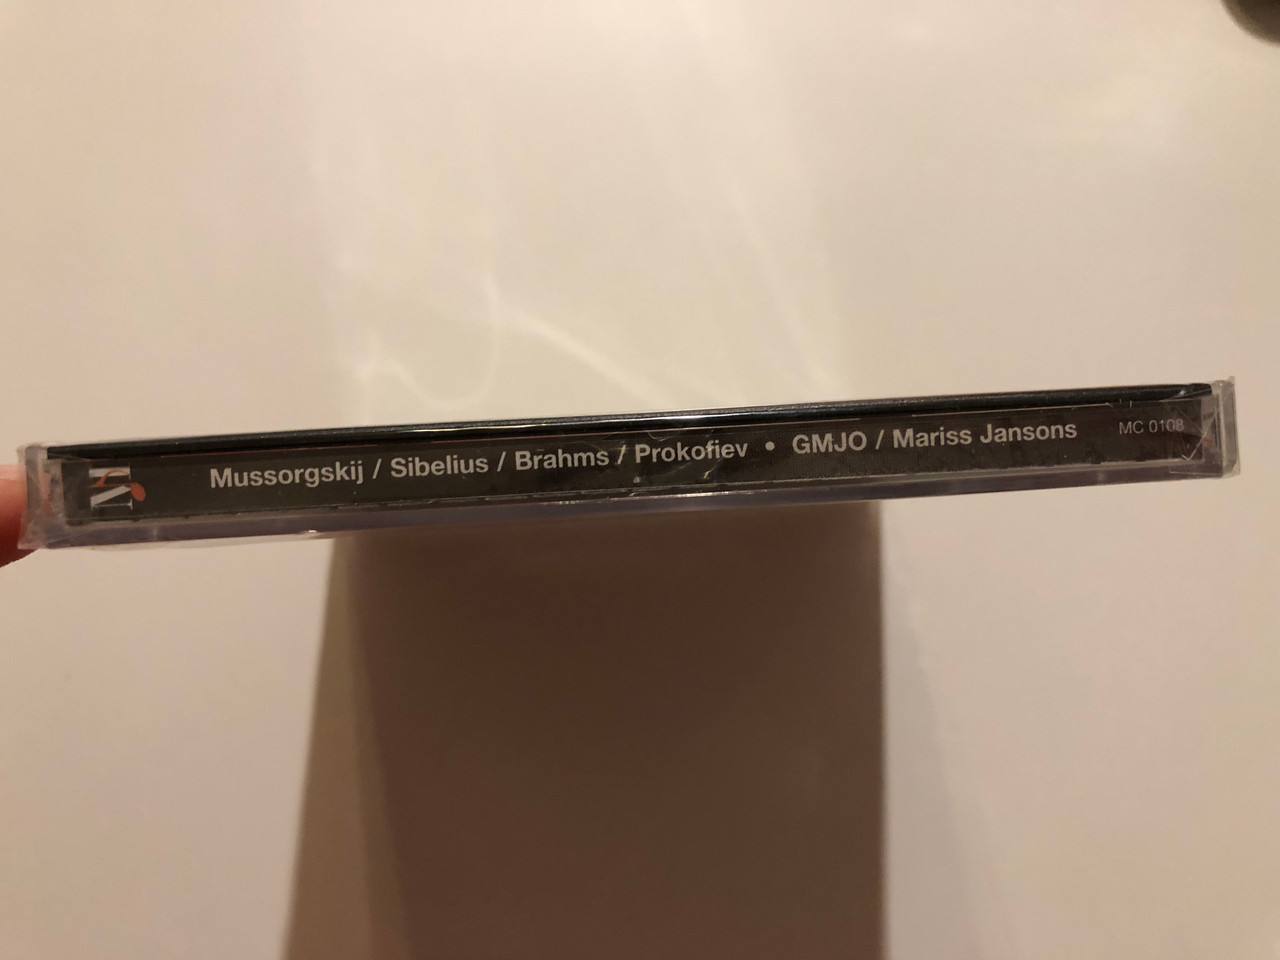 Mussorgskij / Sibelius / Brahms / Prokofiev • GMJO / Mariss Jansons MC 0108